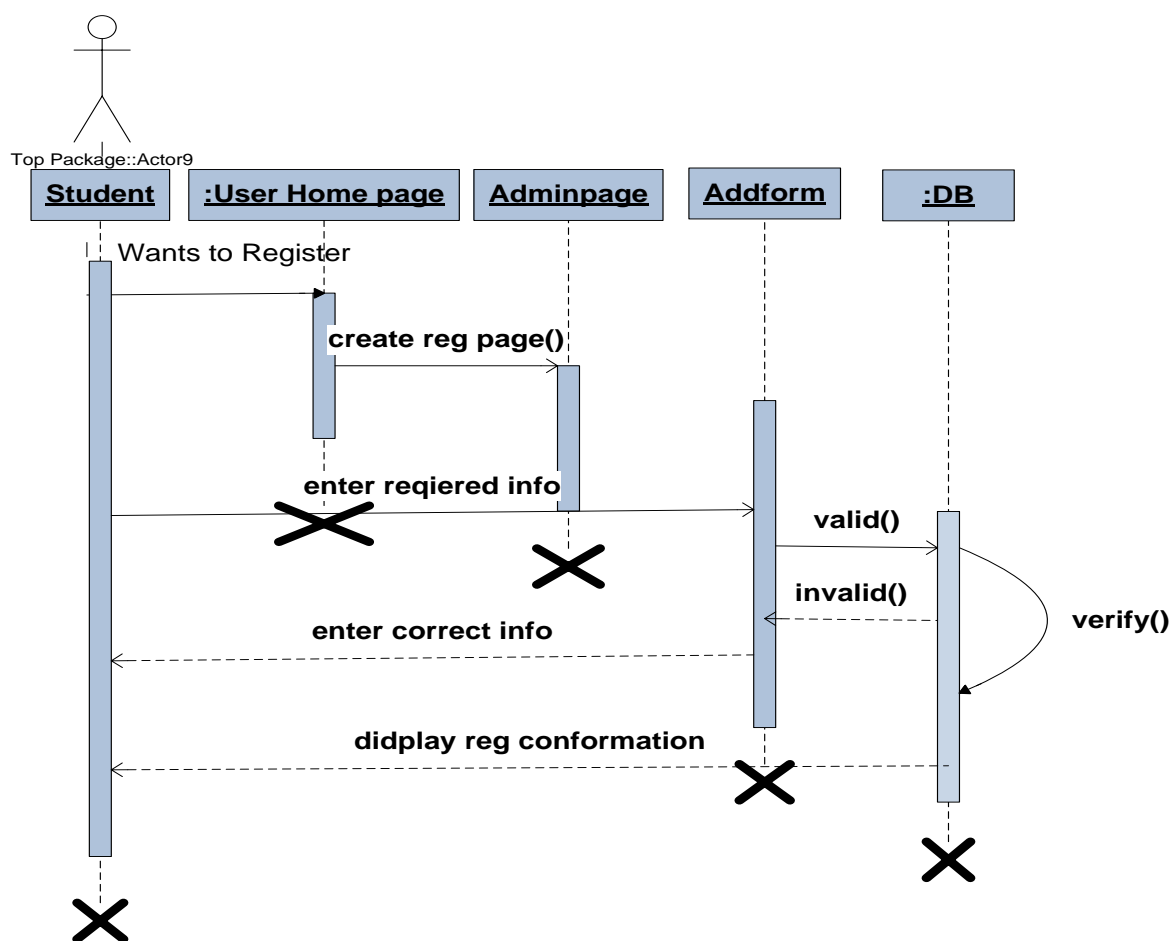 Top Package::Actor9
Student
:User Home page
Adminpage
Addform
:DB
Wants to Register
create reg page()
enter reqiered info
valid()
invalid()
verify()
enter correct info
didplay reg conformation